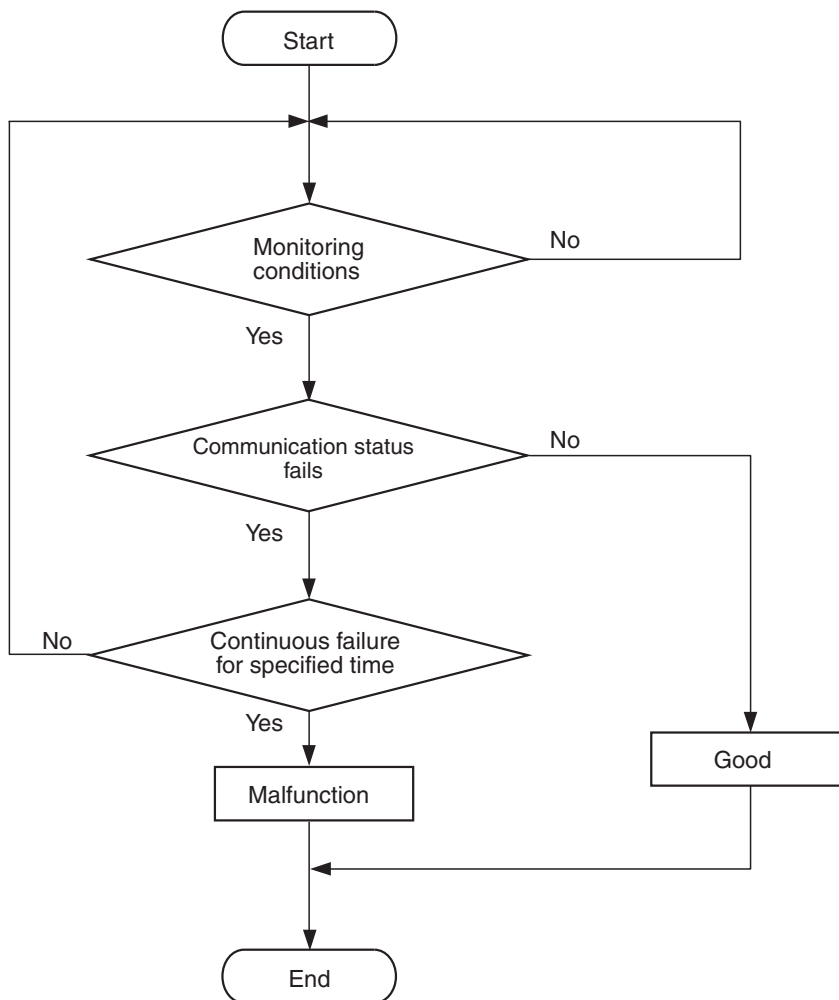 Start
Monitoring
conditions
No
Yes
Communication status
fails
No
Yes
Continuous failure
for specified time
No
Yes
Malfunction
Good
End